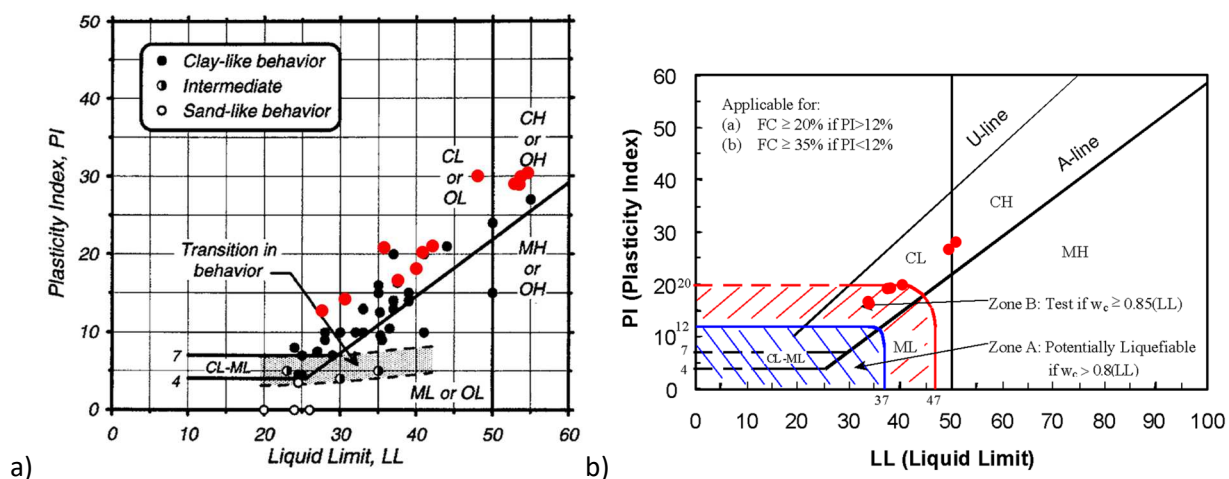 a)
Plasticity Index, PI
50
40
30
20
10
7
4
0
Clay-like behavior
Intermediate
Sand-like behavior
CH
or
OH
CL
or
OL
Transition in
behavior
MH
or
OH
CL-ML
ML or OL
0
10
20
30
40
50
60
Liquid Limit, LL
b)
PI (Plasticity Index)
60
50
40
30
20
20
10
12
7
4
0
Applicable for:
(a) FC ≥ 20% if PI>12%
(b) FC ≥ 35% if PI<12%
U-line
A-line
CH
CL
MH
Zone B: Test if wc ≥ 0.85(LL)
ML
CL-ML
Zone A: Potentially Liquefiable
if wc > 0.8(LL)
37
47
0
10
20
30
40
50
60
70
80
90
100
LL (Liquid Limit)